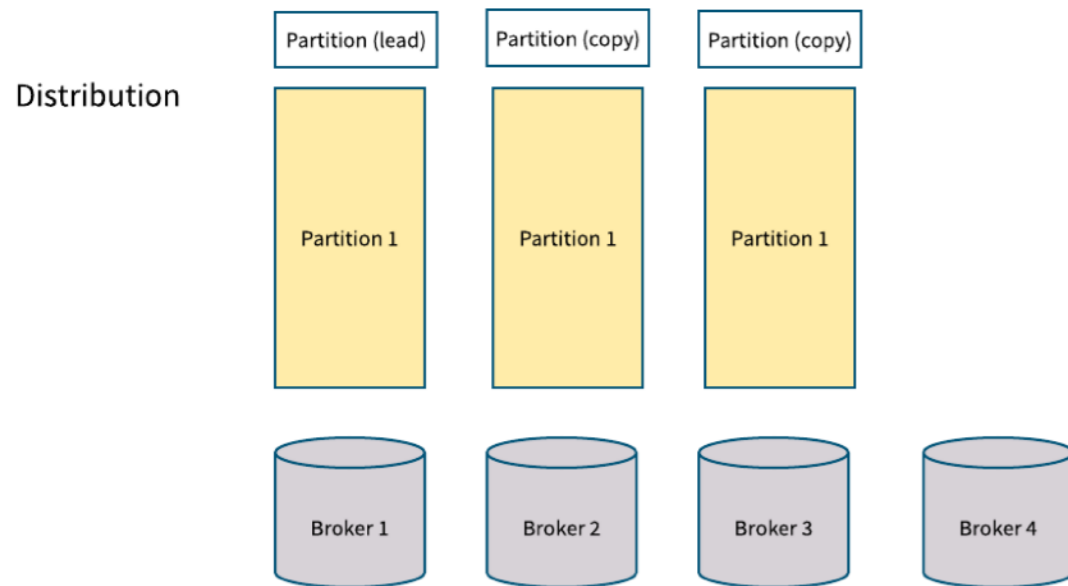 Partition (lead)
Partition (copy)
Partition (copy)
Distribution
Partition 1
Partition 1
Partition 1
Broker 1
Broker 2
Broker 3
Broker 4